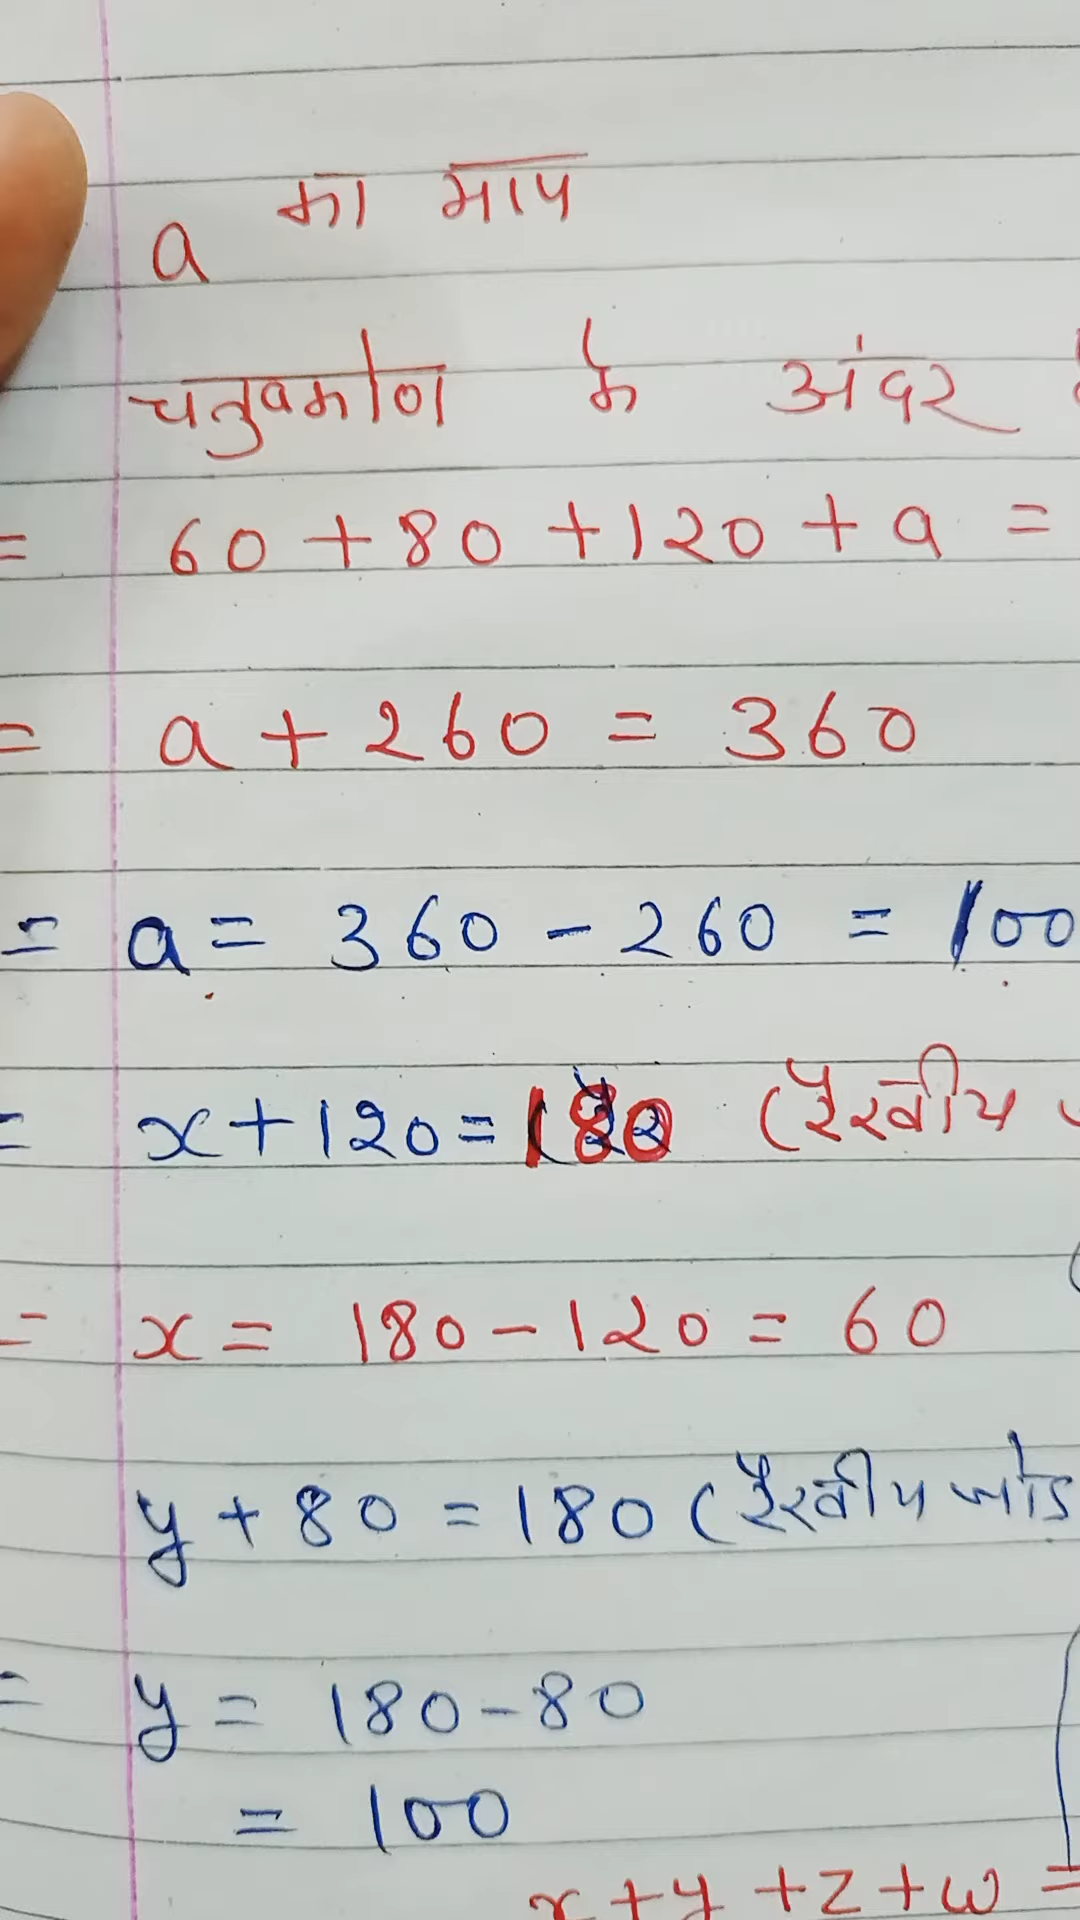 a का माप
चतुष्कोण के अंदर
= 60 + 80 + 120 + a =
= a + 260 = 360
= a = 360 - 260 = 100
= x + 120 = 180 (रैखीय
= x = 180 - 120 = 60
y + 80 = 180 (रैखीय जोड
= y = 180 - 80
= 100
x + y + z + w =